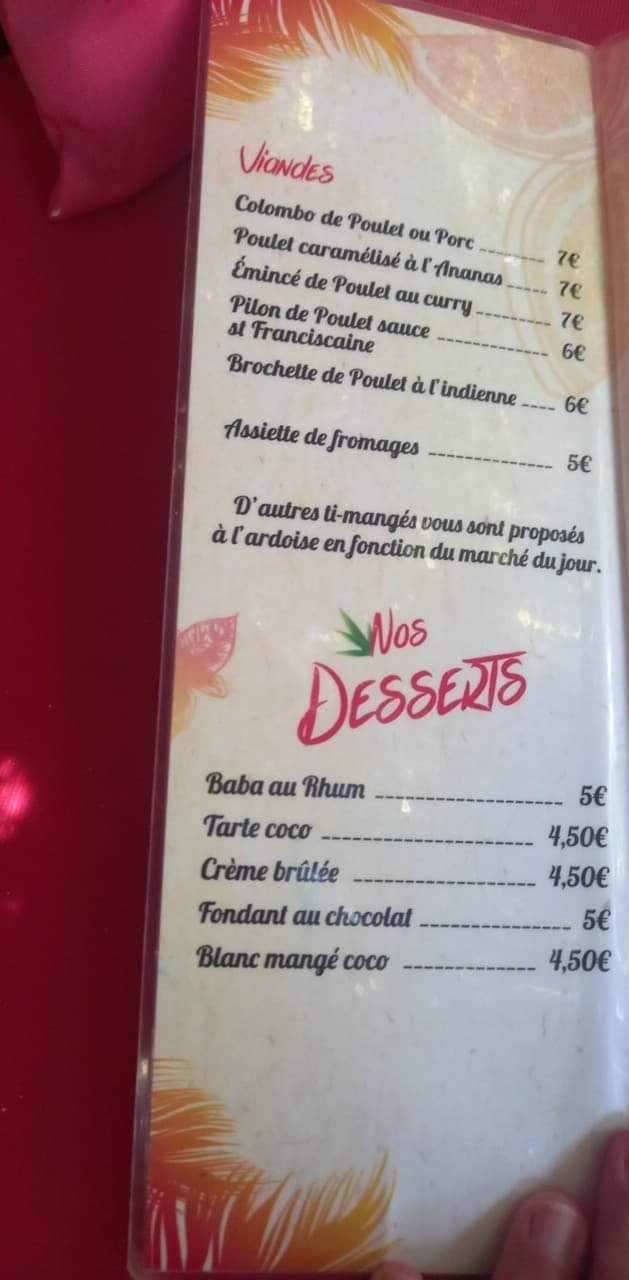 Viandes
Colombo de Poulet ou Porc 7€
Poulet caramélisé à l'Ananas 7€
Émincé de Poulet au curry 7€
Pilon de Poulet sauce
st Franciscaine 6€
Brochette de Poulet à l'indienne 6€
Assiette de fromages 5€
D'autres ti-mangés vous sont proposés
à l'ardoise en fonction du marché du jour.
Nos
Desserts
Baba au Rhum 5€
Tarte coco 4,50€
Crème brûlée 4,50€
Fondant au chocolat 5€
Blanc mangé coco 4,50€